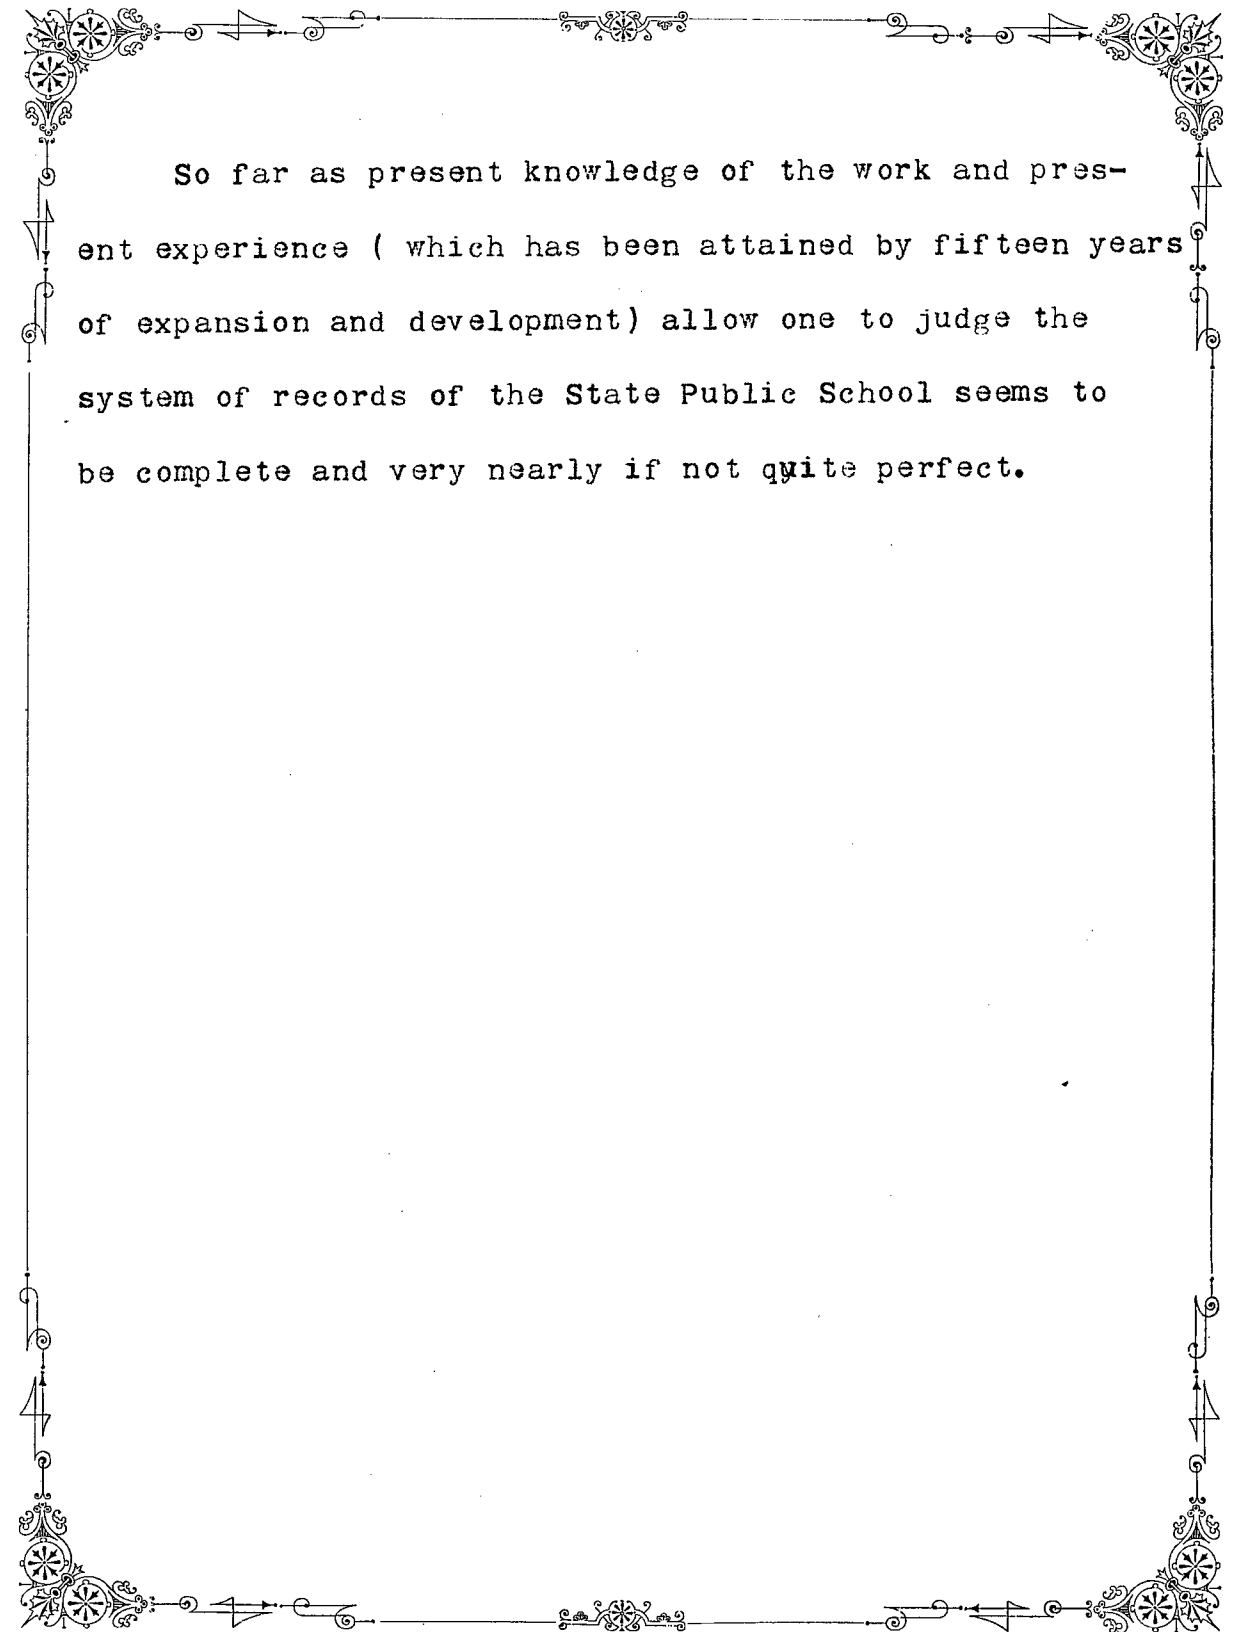 So far as present knowledge of the work and pres-
ent experience ( which has been attained by fifteen years
of expansion and development) allow one to judge the
system of records of the State Public School seems to
be complete and very nearly if not quite perfect.